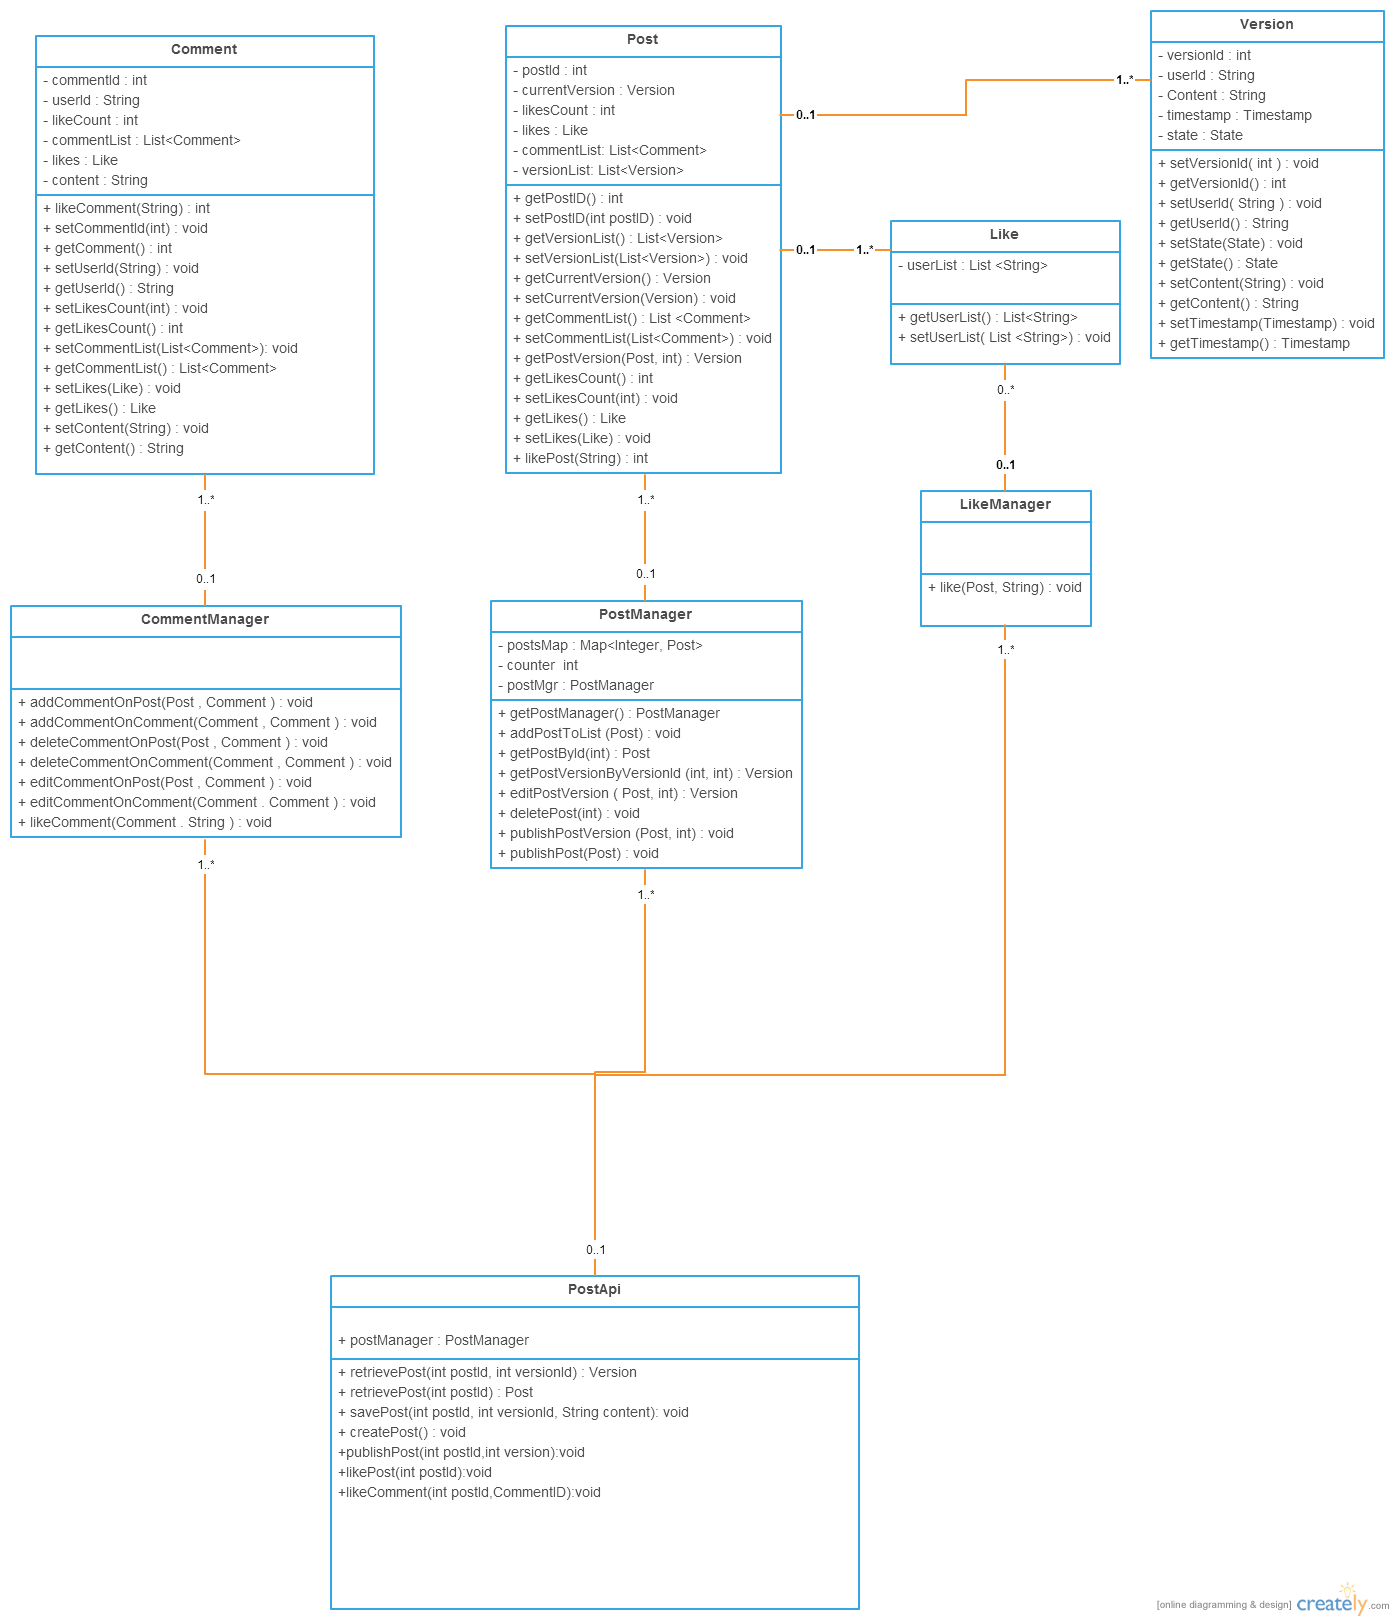 Comment
- commentId : int
- userId : String
- likeCount : int
- commentList : List<Comment>
- likes : Like
- content : String
+ likeComment(String) : int
+ setCommentId(int) : void
+ getComment() : int
+ setUserId(String) : void
+ getUserId() : String
+ setLikesCount(int) : void
+ getLikesCount() : int
+ setCommentList(List<Comment>): void
+ getCommentList() : List<Comment>
+ setLikes(Like) : void
+ getLikes() : Like
+ setContent(String) : void
+ getContent() : String
1..*
0..1
Post
- postId : int
- currentVersion : Version
- likesCount : int
- likes : Like
- commentList: List<Comment>
- versionList: List<Version>
+ getPostID() : int
+ setPostID(int postID) : void
+ getVersionList() : List<Version>
+ setVersionList(List<Version>) : void
+ getCurrentVersion() : Version
+ setCurrentVersion(Version) : void
+ getCommentList() : List <Comment>
+ setCommentList(List<Comment>) : void
+ getPostVersion(Post, int) : Version
+ getLikesCount() : int
+ setLikesCount(int) : void
+ getLikes() : Like
+ setLikes(Like) : void
+ likePost(String) : int
0..1
1..*
0..1
1..*
1..*
0..1
Version
- versionId : int
- userId : String
- Content : String
- timestamp : Timestamp
- state : State
+ setVersionId( int ) : void
+ getVersionId() : int
+ setUserId( String ) : void
+ getUserId() : String
+ setState(State) : void
+ getState() : State
+ setContent(String) : void
+ getContent() : String
+ setTimestamp(Timestamp) : void
+ getTimestamp() : Timestamp
Like
- userList : List <String>
+ getUserList() : List<String>
+ setUserList( List <String>) : void
0..*
0..1
LikeManager
+ like(Post, String) : void
1..*
CommentManager
+ addCommentOnPost(Post , Comment ) : void
+ addCommentOnComment(Comment , Comment ) : void
+ deleteCommentOnPost(Post , Comment ) : void
+ deleteCommentOnComment(Comment , Comment ) : void
+ editCommentOnPost(Post , Comment ) : void
+ editCommentOnComment(Comment . Comment ) : void
+ likeComment(Comment . String ) : void
1..*
PostManager
- postsMap : Map<Integer, Post>
- counter  int
- postMgr : PostManager
+ getPostManager() : PostManager
+ addPostToList (Post) : void
+ getPostById(int) : Post
+ getPostVersionByVersionId (int, int) : Version
+ editPostVersion ( Post, int) : Version
+ deletePost(int) : void
+ publishPostVersion (Post, int) : void
+ publishPost(Post) : void
1..*
0..1
PostApi
+ postManager : PostManager
+ retrievePost(int postId, int versionId) : Version
+ retrievePost(int postId) : Post
+ savePost(int postId, int versionId, String content): void
+ createPost() : void
+publishPost(int postId,int version):void
+likePost(int postId):void
+likeComment(int postId,CommentID):void
[online diagramming & design] creately.com